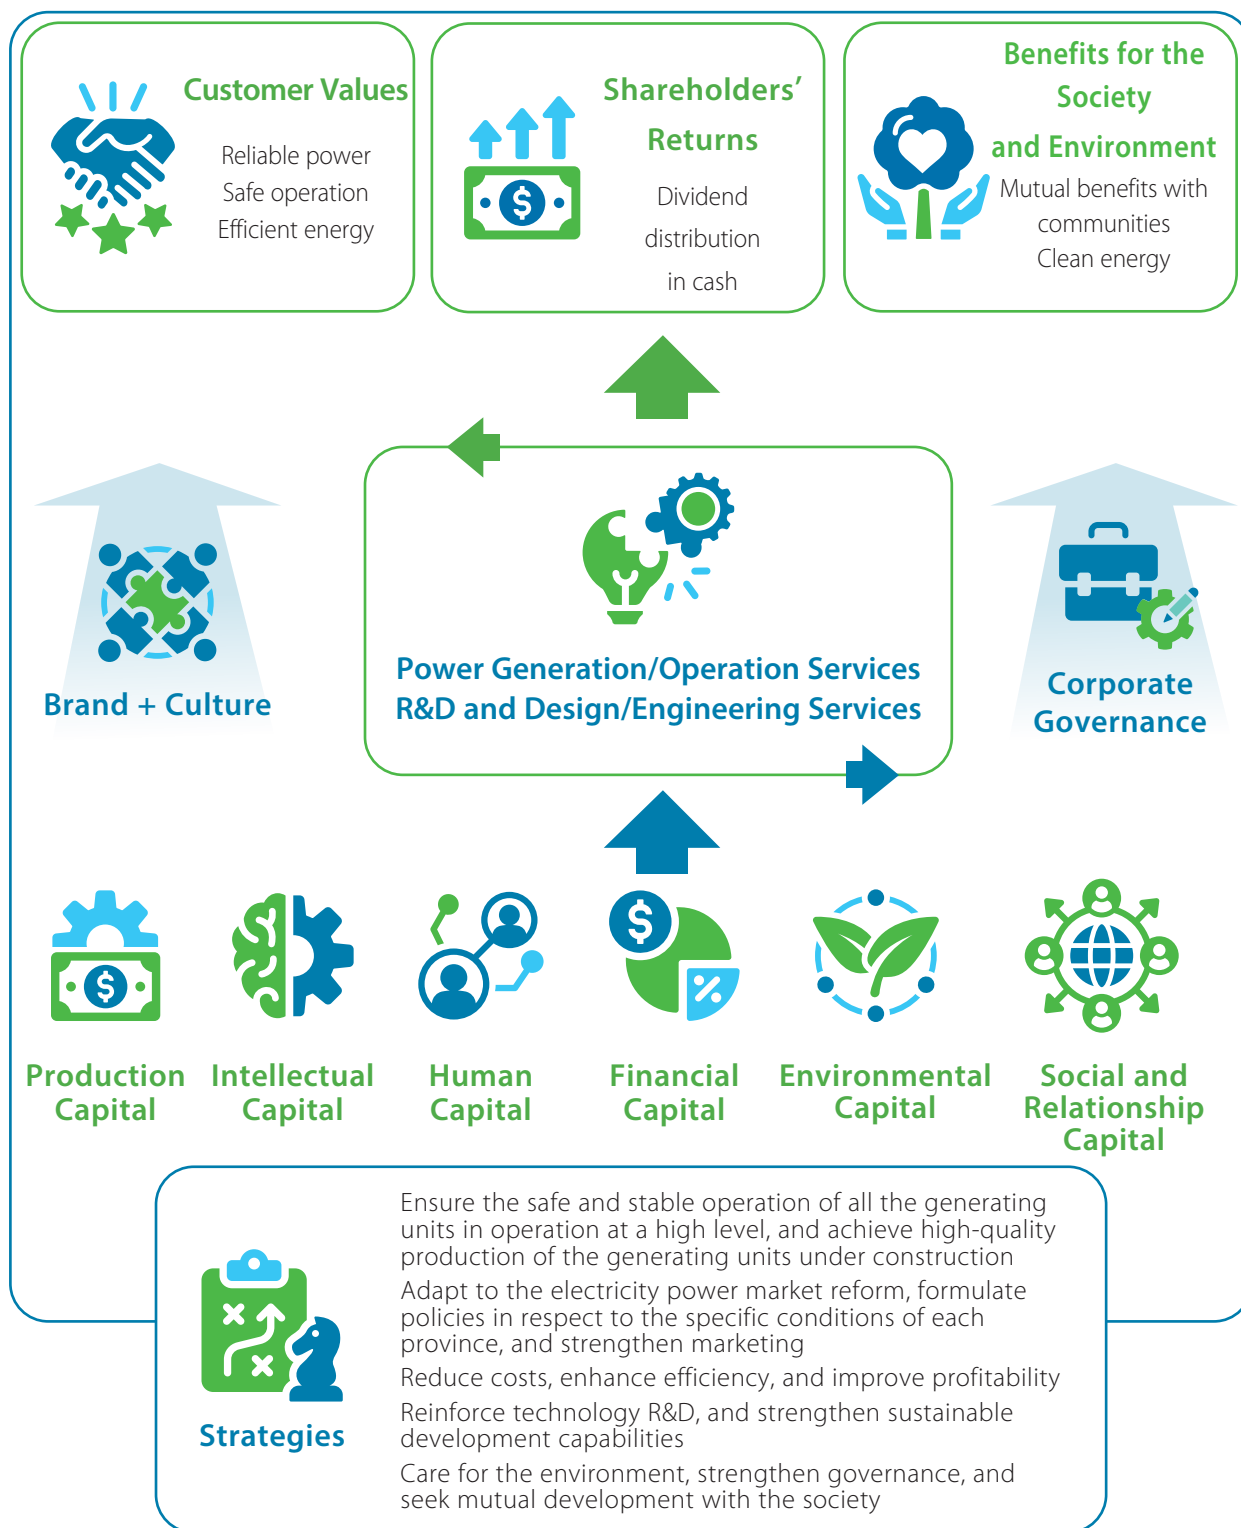 Customer Values
Reliable power
Safe operation
Efficient energy
Shareholders'
Returns
Dividend
distribution
in cash
Benefits for the
Society
and Environment
Mutual benefits with
communities
Clean energy
Brand + Culture
Power Generation/Operation Services
R&D and Design/Engineering Services
Corporate
Governance
Production
Capital
Intellectual
Capital
Human
Capital
Financial
Capital
Environmental
Capital
Social and
Relationship
Capital
Strategies
Ensure the safe and stable operation of all the generating
units in operation at a high level, and achieve high-quality
production of the generating units under construction
Adapt to the electricity power market reform, formulate
policies in respect to the specific conditions of each
province, and strengthen marketing
Reduce costs, enhance efficiency, and improve profitability
Reinforce technology R&D, and strengthen sustainable
development capabilities
Care for the environment, strengthen governance, and
seek mutual development with the society